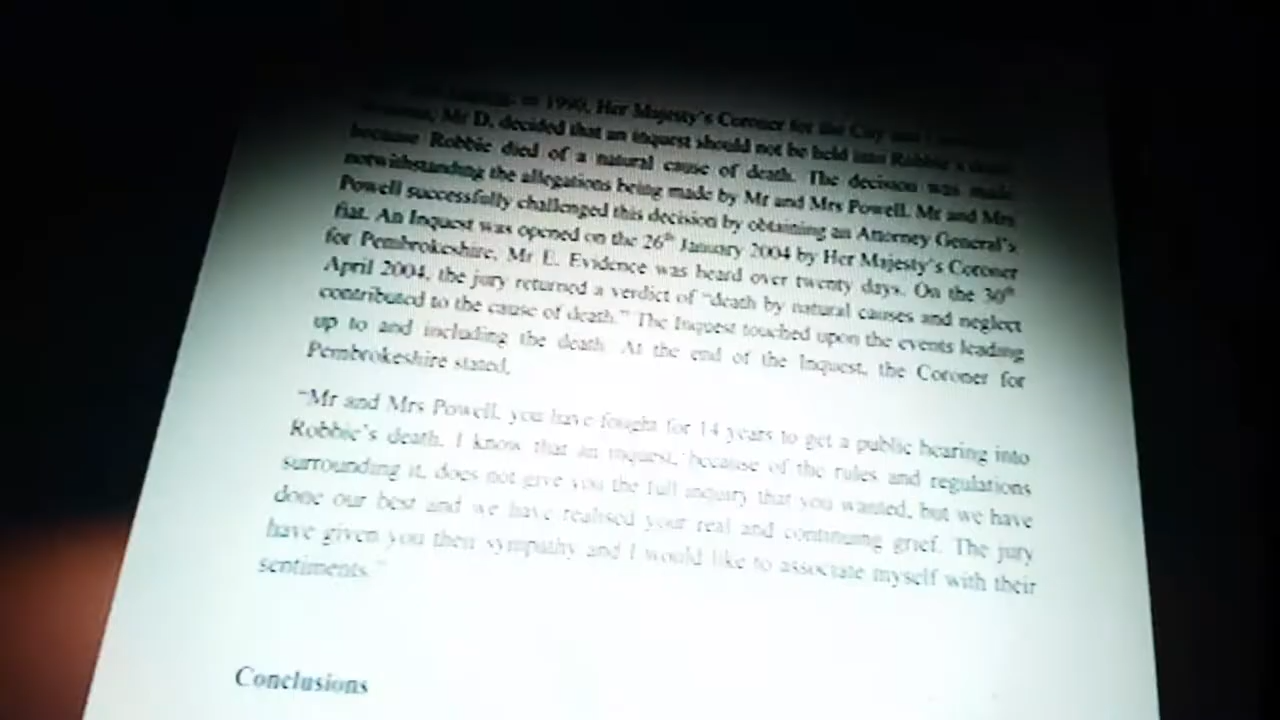 in 1990, Her Majesty's Coroner for the City and
Mr D, decided that an inquest should not be held into Robbie's death
because Robbie died of a natural cause of death. The decision was made
notwithstanding the allegations being made by Mr and Mrs Powell. Mr and Mrs
Powell successfully challenged this decision by obtaining an Attorney General's
fiat. An Inquest was opened on the 26th January 2004 by Her Majesty's Coroner
for Pembrokeshire, Mr E. Evidence was heard over twenty days. On the 30th
April 2004, the jury returned a verdict of "death by natural causes and neglect
contributed to the cause of death." The Inquest touched upon the events leading
up to and including the death. At the end of the Inquest, the Coroner for
Pembrokeshire stated,
"Mr and Mrs Powell, you have fought for 14 years to get a public hearing into
Robbie's death. I know that an inquest, because of the rules and regulations
surrounding it, does not give you the full inquiry that you wanted, but we have
done our best and we have realised your real and continuing grief. The jury
have given you their sympathy and I would like to associate myself with their
sentiments."
Conclusions